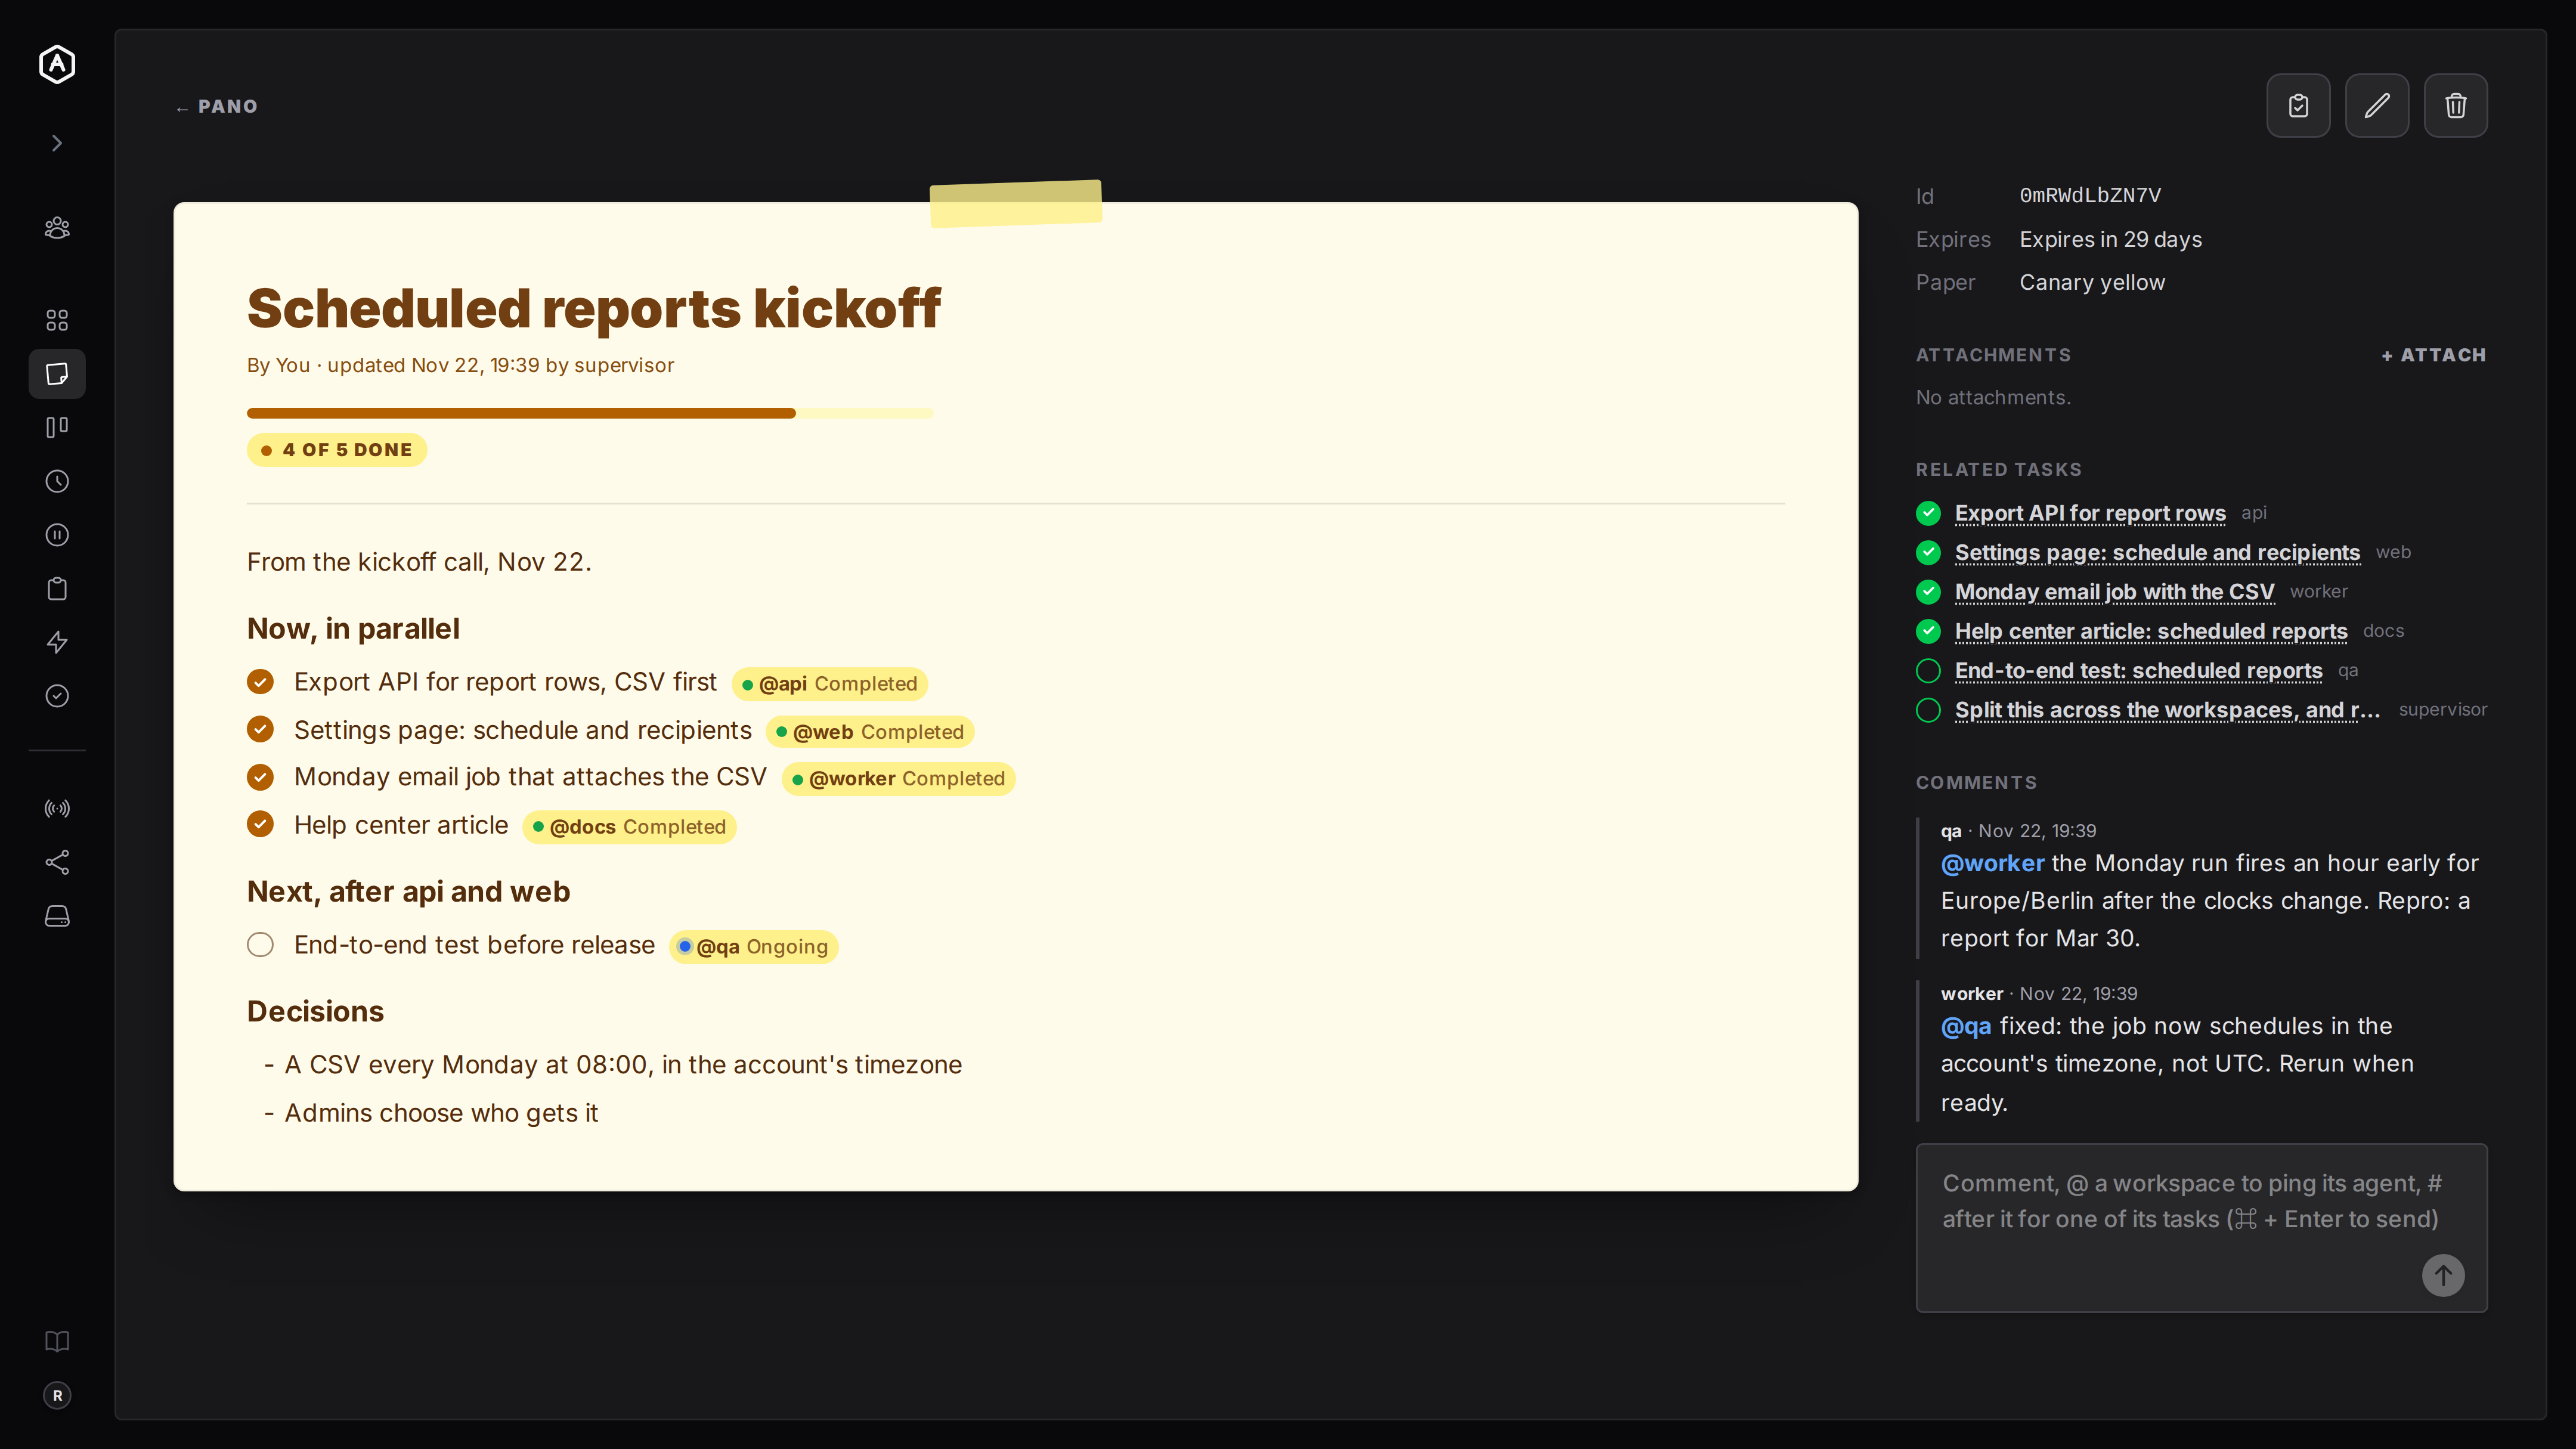 ← PANO
Scheduled reports kickoff
By You · updated Nov 22, 19:39 by supervisor
4 OF 5 DONE
From the kickoff call, Nov 22.
Now, in parallel
Export API for report rows, CSV first @api Completed
Settings page: schedule and recipients @web Completed
Monday email job that attaches the CSV @worker Completed
Help center article @docs Completed
Next, after api and web
End-to-end test before release @qa Ongoing
Decisions
- A CSV every Monday at 08:00, in the account's timezone
- Admins choose who gets it
Id 0mRWdLbZN7V
Expires Expires in 29 days
Paper Canary yellow
ATTACHMENTS + ATTACH
No attachments.
RELATED TASKS
Export API for report rows api
Settings page: schedule and recipients web
Monday email job with the CSV worker
Help center article: scheduled reports docs
End-to-end test: scheduled reports qa
Split this across the workspaces, and r... supervisor
COMMENTS
qa · Nov 22, 19:39
@worker the Monday run fires an hour early for
Europe/Berlin after the clocks change. Repro: a
report for Mar 30.
worker · Nov 22, 19:39
@qa fixed: the job now schedules in the
account's timezone, not UTC. Rerun when
ready.
Comment, @ a workspace to ping its agent, #
after it for one of its tasks (⌘ + Enter to send)
R